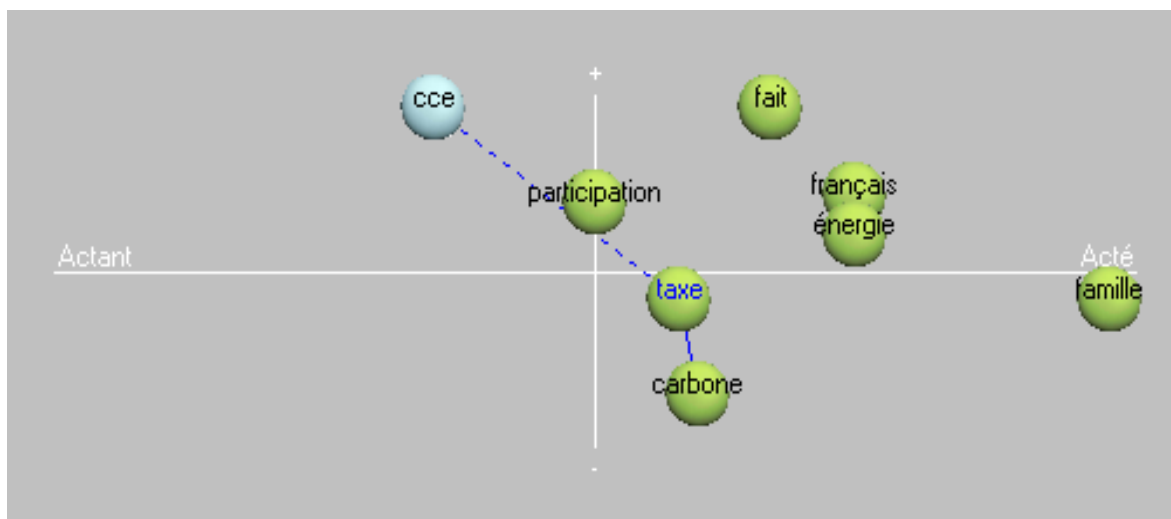 +
cce
fait
participation
français
énergie
Actant
Acté
taxe
famille
carbone
-